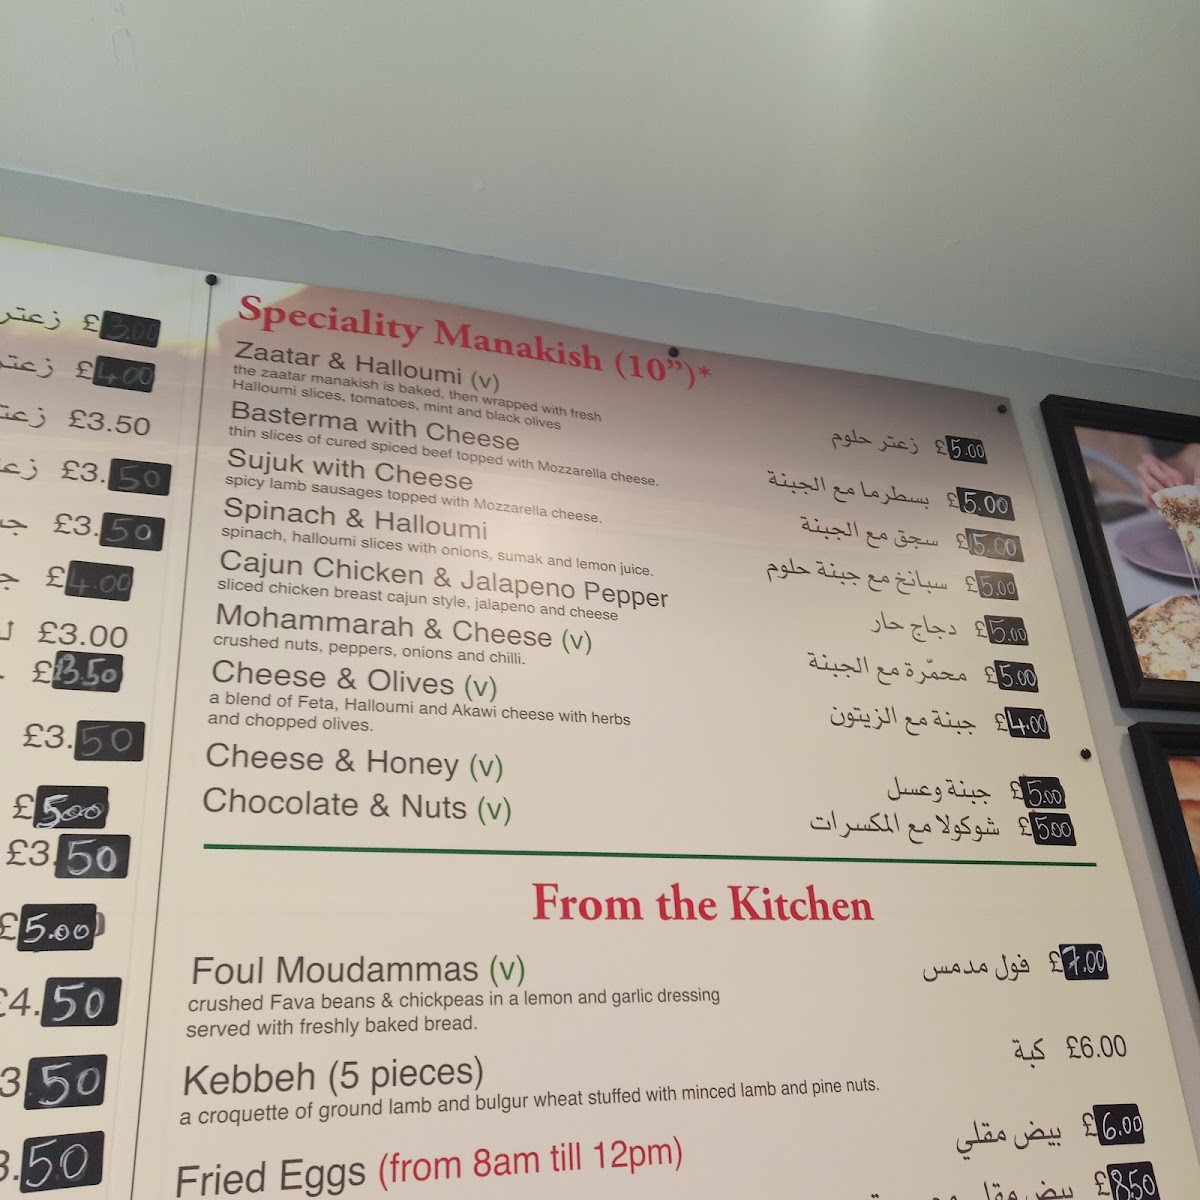 زعتر £3.00
زعتر £4.00
£3.50
£3.50
£3.50
£4.00
£3.00
£3.50
£3.50
£5.00
£3.50
£5.00
£4.50
3.50
3.50
Speciality Manakish (10”)*
Zaatar & Halloumi (v)
the zaatar manakish is baked, then wrapped with fresh
Halloumi slices, tomatoes, mint and black olives
زعتر حلوم £5.00
Basterma with Cheese
thin slices of cured spiced beef topped with Mozzarella cheese.
بسطرما مع الجبنة £5.00
Sujuk with Cheese
spicy lamb sausages topped with Mozzarella cheese.
سجق مع الجبنة £5.00
Spinach & Halloumi
spinach, halloumi slices with onions, sumak and lemon juice.
سبانخ مع جبنة حلوم £5.00
Cajun Chicken & Jalapeno Pepper
sliced chicken breast cajun style, jalapeno and cheese
دجاج حار £5.00
Mohammarah & Cheese (v)
crushed nuts, peppers, onions and chilli.
محمّرة مع الجبنة £5.00
Cheese & Olives (v)
a blend of Feta, Halloumi and Akawi cheese with herbs
and chopped olives.
جبنة مع الزيتون £4.00
Cheese & Honey (v)
جبنة وعسل £5.00
Chocolate & Nuts (v)
شوكولا مع المكسرات £5.00
From the Kitchen
Foul Moudammas (v)
crushed Fava beans & chickpeas in a lemon and garlic dressing
served with freshly baked bread.
فول مدمس £7.00
Kebbeh (5 pieces)
a croquette of ground lamb and bulgur wheat stuffed with minced lamb and pine nuts.
كبة £6.00
Fried Eggs (from 8am till 12pm)
بيض مقلي £6.00
بيض مقلي £8.50